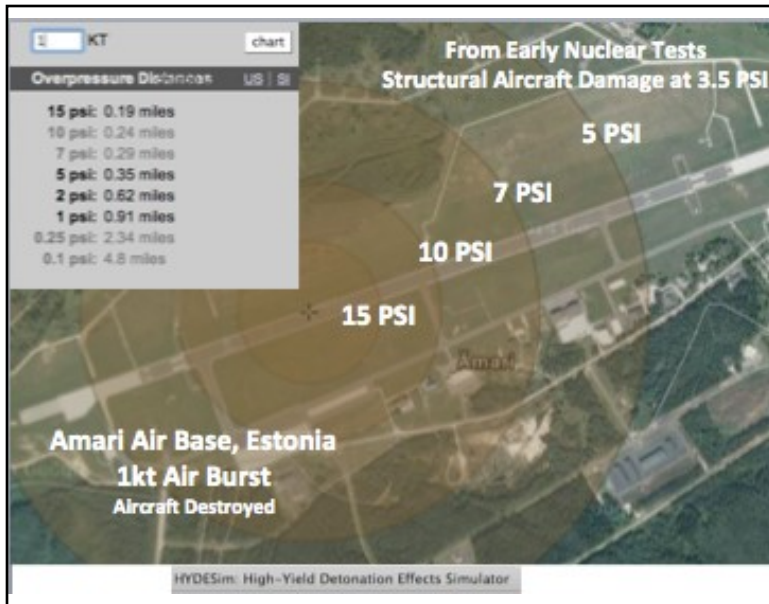 1 KT chart
Overpressure Distances US | SI
15 psi: 0.19 miles
10 psi: 0.24 miles
7 psi: 0.29 miles
5 psi: 0.35 miles
2 psi: 0.62 miles
1 psi: 0.91 miles
0.25 psi: 2.34 miles
0.1 psi: 4.8 miles
From Early Nuclear Tests
Structural Aircraft Damage at 3.5 PSI
5 PSI
7 PSI
10 PSI
15 PSI
Ämasi
Amari Air Base, Estonia
1kt Air Burst
Aircraft Destroyed
HYDESim: High-Yield Detonation Effects Simulator